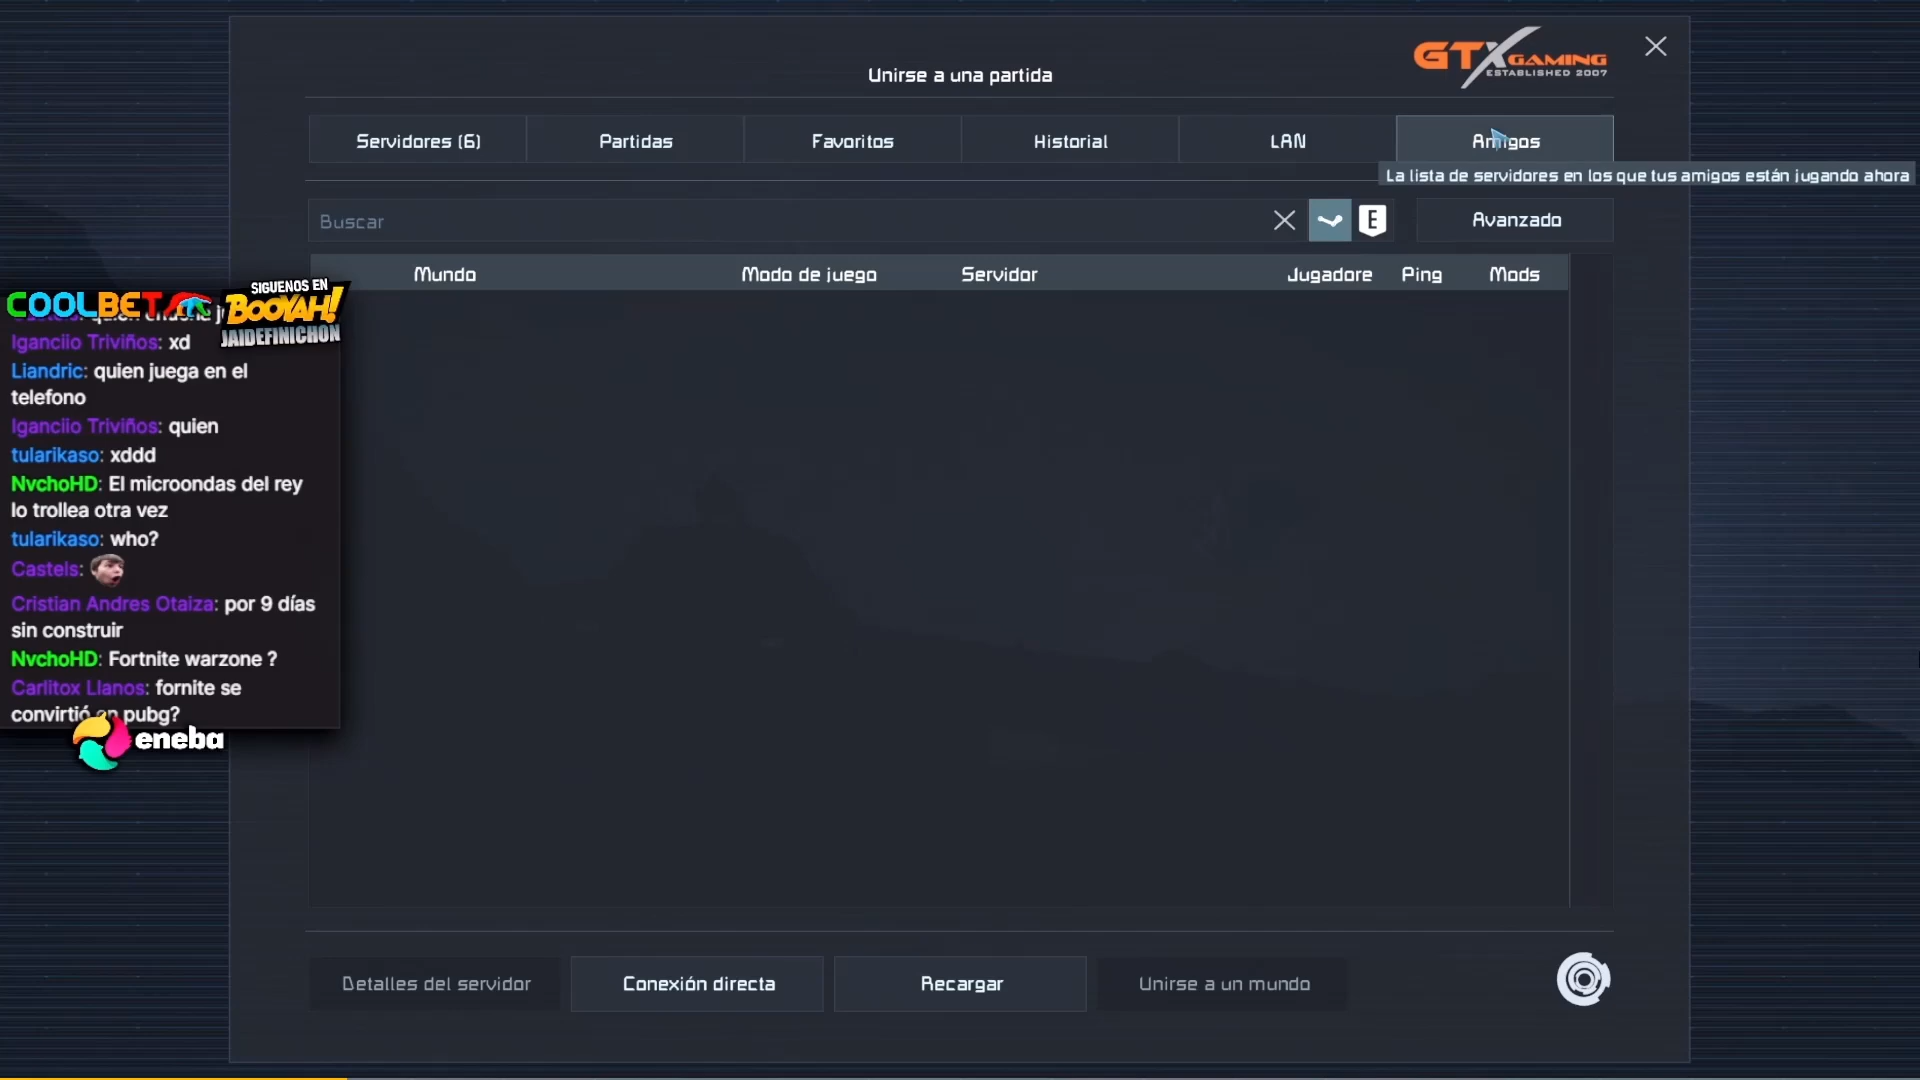 GTX GAMING
ESTABLISHED 2007
Unirse a una partida
Servidores (6)
Partidas
Favoritos
Historial
LAN
Amigos
La lista de servidores en los que tus amigos están jugando ahora
Buscar
E
Avanzado
Mundo
Modo de juego
Servidor
Jugadore
Ping
Mods
COOLBET
SIGUENOS EN
BOOYAH!
JAIDEFINICHON
Iganciio Triviños: xd
Liandric: quien juega en el
telefono
Iganciio Triviños: quien
tularikaso: xddd
NvchoHD: El microondas del rey
lo trollea otra vez
tularikaso: who?
Castels:
Cristian Andres Otaiza: por 9 días
sin construir
NvchoHD: Fortnite warzone ?
Carlitox Llanos: fornite se
convirtió en pubg?
eneba
Detalles del servidor
Conexión directa
Recargar
Unirse a un mundo